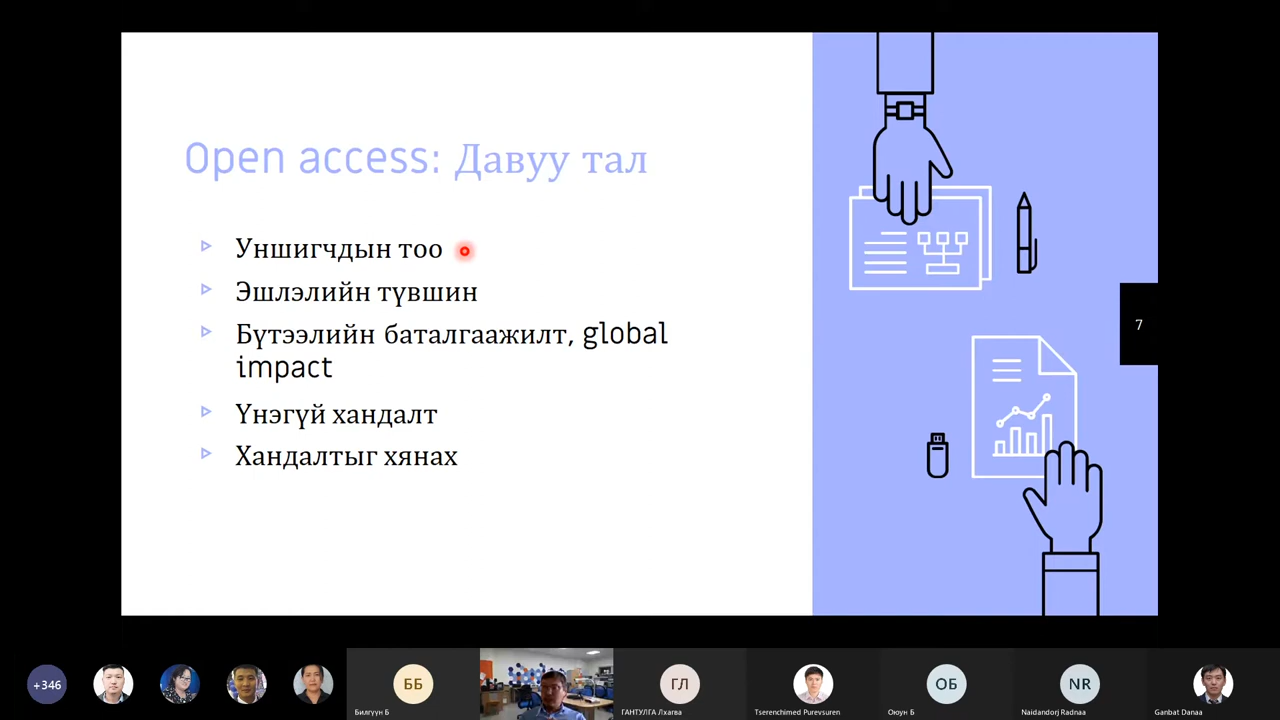 Open access: Давуу тал
Уншигчдын тоо
Эшлэлийн түвшин
Бүтээлийн баталгаажилт, global
impact
Үнэгүй хандалт
Хандалтыг хянах
7
+346
ББ
Билгүүн Б
ГЛ
ГАНТУЛГА Лхагва
Tserenchimed Purevsuren
ОБ
Оюун Б
NR
Naidandorj Radnaa
Ganbat Danaa